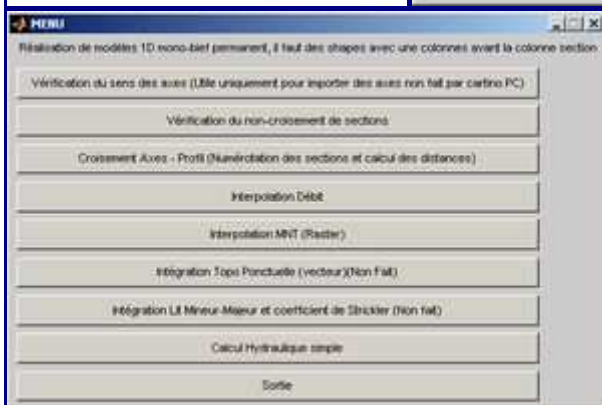 MENU
Réalisation de modèles 1D mono-bief permanent, il faut des shapes avec une colonnes avant la colonne section
Vérification du sens des axes (Utile uniquement pour importer des axes non fait par cartino PC)
Vérification du non-croisement de sections
Croisement Axes - Profil (Numérotation des sections et calcul des distances)
Interpolation Débit
Interpolation MNT (Raster)
Intégration Topo Ponctuelle (vecteur)(Non Fait)
Intégration Lit Mineur-Majeur et coefficient de Strickler (Non fait)
Calcul Hydraulique simple
Sortie